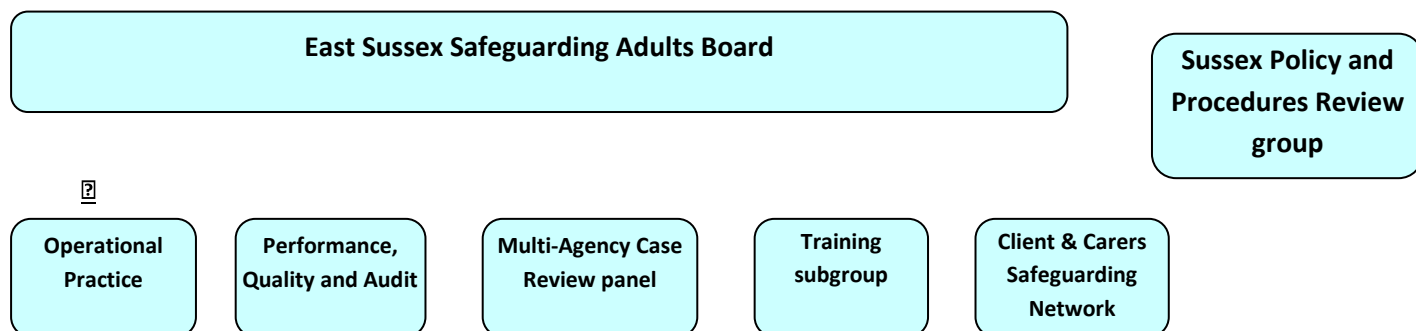 East Sussex Safeguarding Adults Board
Sussex Policy and
Procedures Review
group
Operational
Practice
Performance,
Quality and Audit
Multi-Agency Case
Review panel
Training
subgroup
Client & Carers
Safeguarding
Network